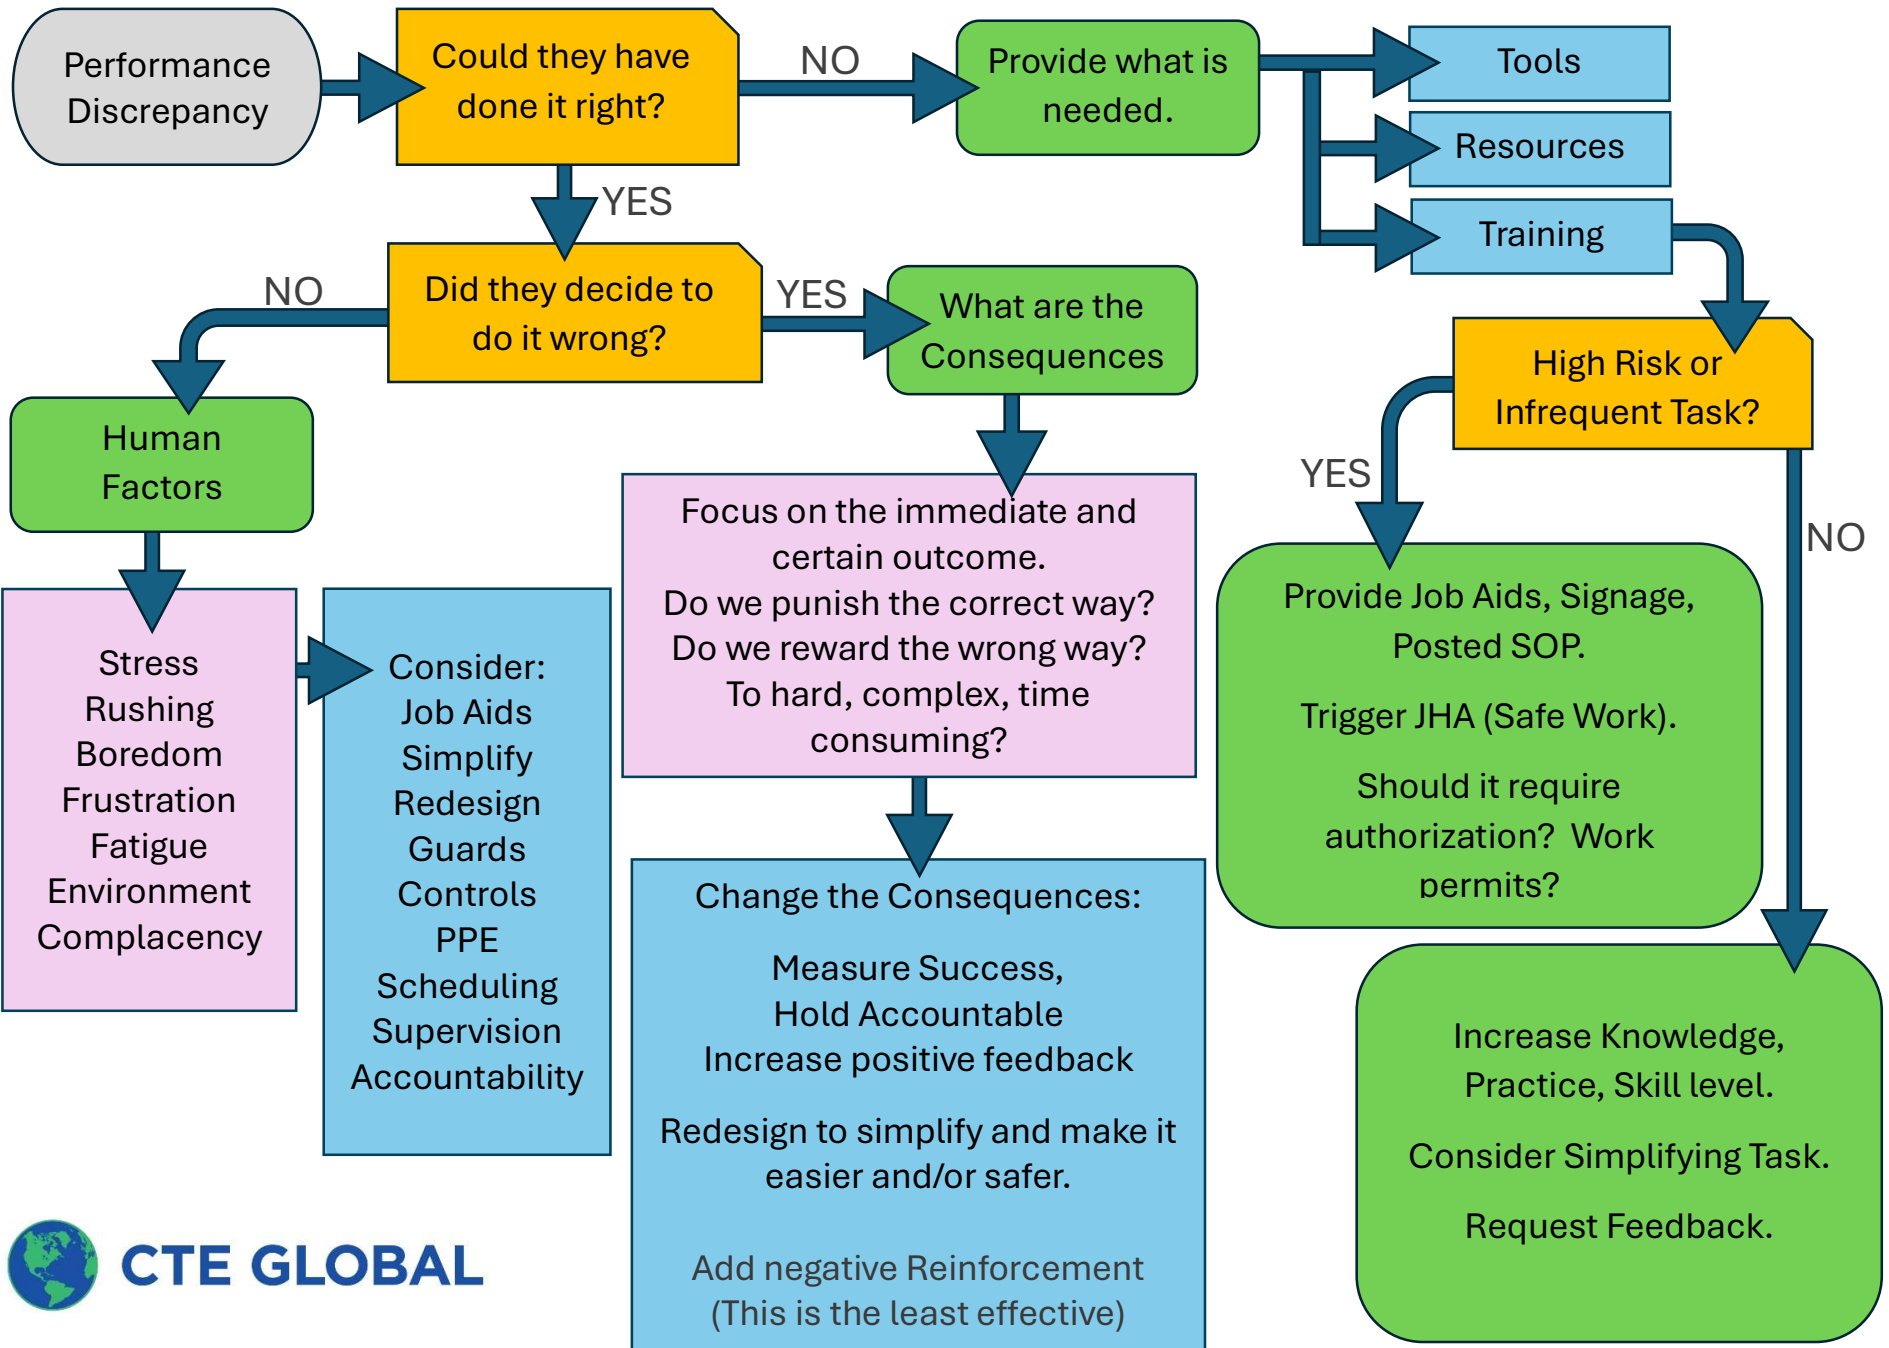 Performance
Discrepancy
Could they have
done it right?
NO
Provide what is
needed.
Tools
Resources
Training
YES
Did they decide to
do it wrong?
NO
YES
What are the
Consequences
High Risk or
Infrequent Task?
YES
NO
Human
Factors
Stress
Rushing
Boredom
Frustration
Fatigue
Environment
Complacency
Consider:
Job Aids
Simplify
Redesign
Guards
Controls
PPE
Scheduling
Supervision
Accountability
Focus on the immediate and
certain outcome.
Do we punish the correct way?
Do we reward the wrong way?
To hard, complex, time
consuming?
Change the Consequences:
Measure Success,
Hold Accountable
Increase positive feedback
Redesign to simplify and make it
easier and/or safer.
Add negative Reinforcement
(This is the least effective)
Provide Job Aids, Signage,
Posted SOP.
Trigger JHA (Safe Work).
Should it require
authorization? Work
permits?
Increase Knowledge,
Practice, Skill level.
Consider Simplifying Task.
Request Feedback.
CTE GLOBAL